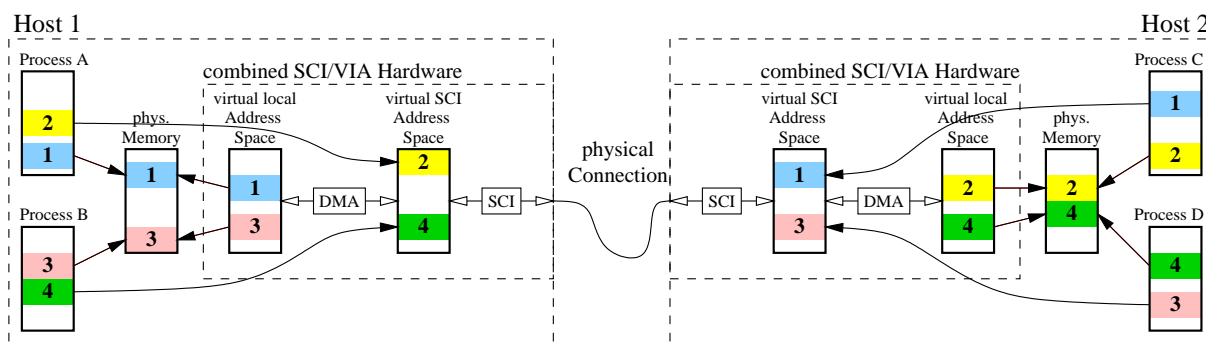 Host 1
Host 2
Process A
combined SCI/VIA Hardware
combined SCI/VIA Hardware
Process C
2
1
phys.
Memory
1
3
virtual local
Address
Space
1
3
DMA
virtual SCI
Address
Space
2
4
SCI
physical
Connection
SCI
virtual SCI
Address
Space
1
3
DMA
virtual local
Address
Space
2
4
phys.
Memory
2
4
1
2
Process B
3
4
Process D
4
3